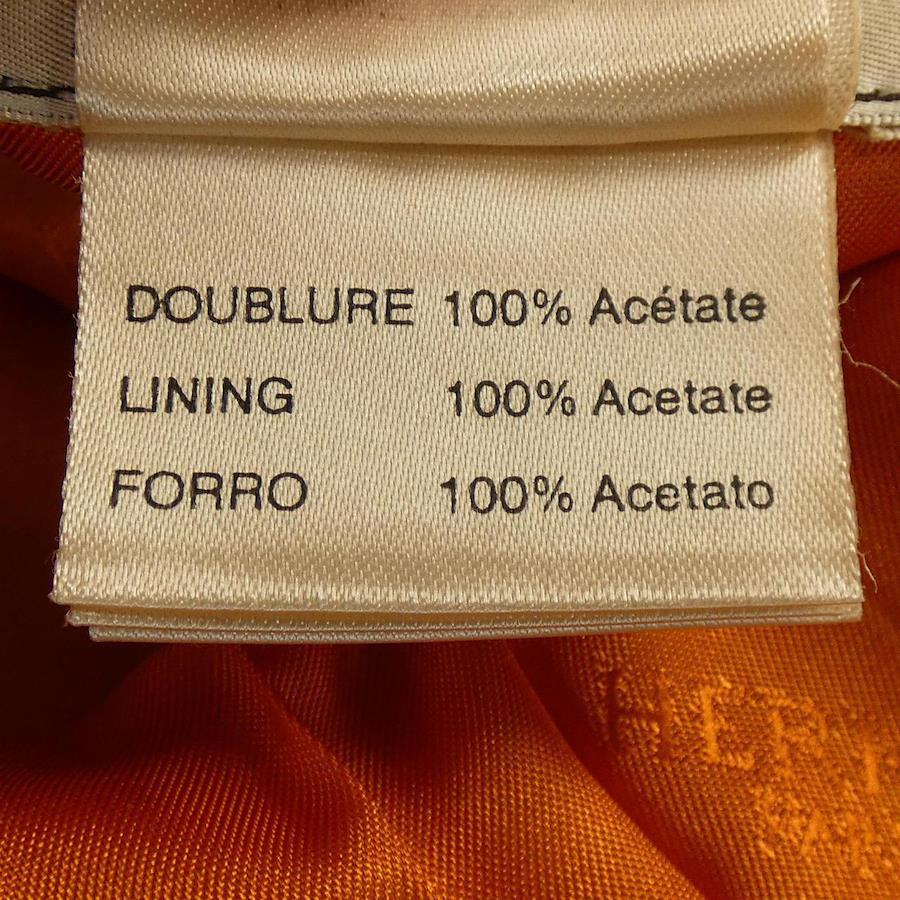 DOUBLURE 100% Acétate
LINING 100% Acetate
FORRO 100% Acetato